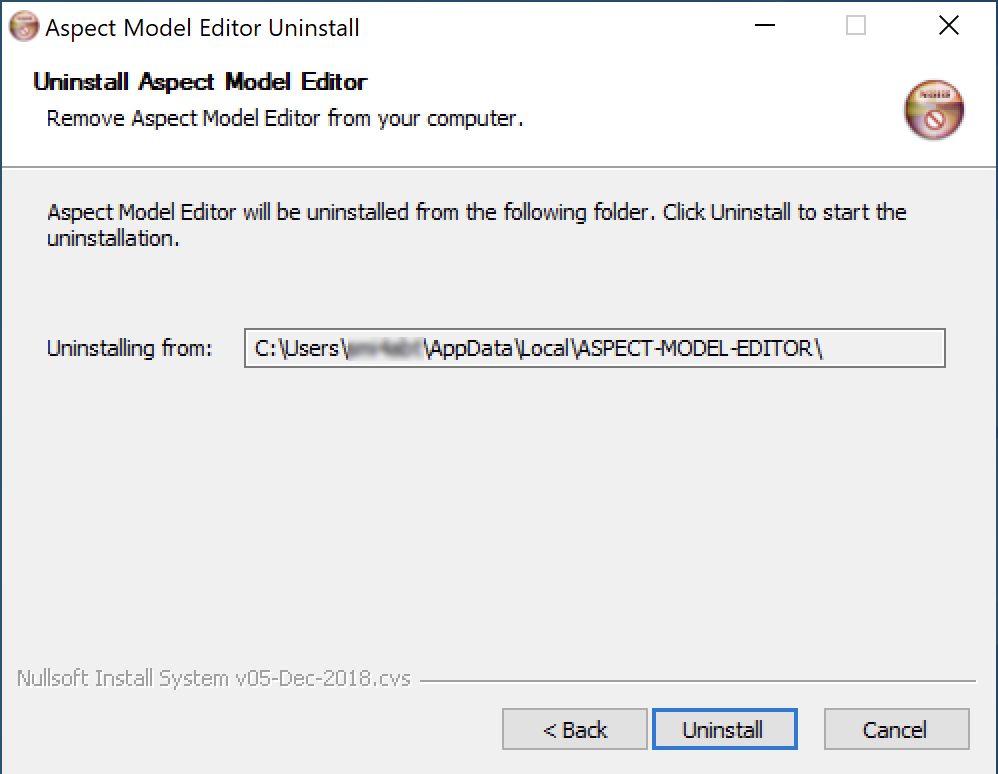 Aspect Model Editor Uninstall
Uninstall Aspect Model Editor
Remove Aspect Model Editor from your computer.
Aspect Model Editor will be uninstalled from the following folder. Click Uninstall to start the
uninstallation.
Uninstalling from: C:\Users\ \AppData\Local\ASPECT-MODEL-EDITOR\
Nullsoft Install System v05-Dec-2018.cvs
< Back Uninstall Cancel